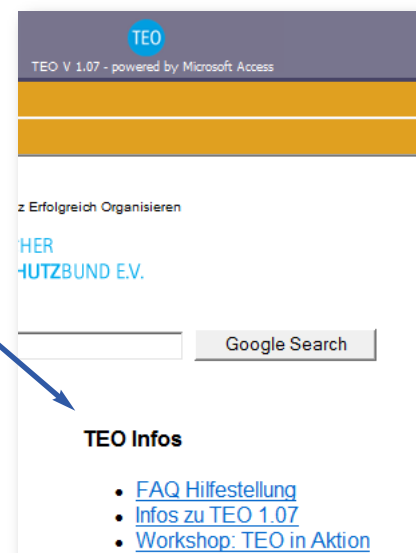 TEO
TEO V 1.07 - powered by Microsoft Access
z Erfolgreich Organisieren
HER
HUTZBUND E.V.
Google Search
TEO Infos
• FAQ Hilfestellung
• Infos zu TEO 1.07
• Workshop: TEO in Aktion